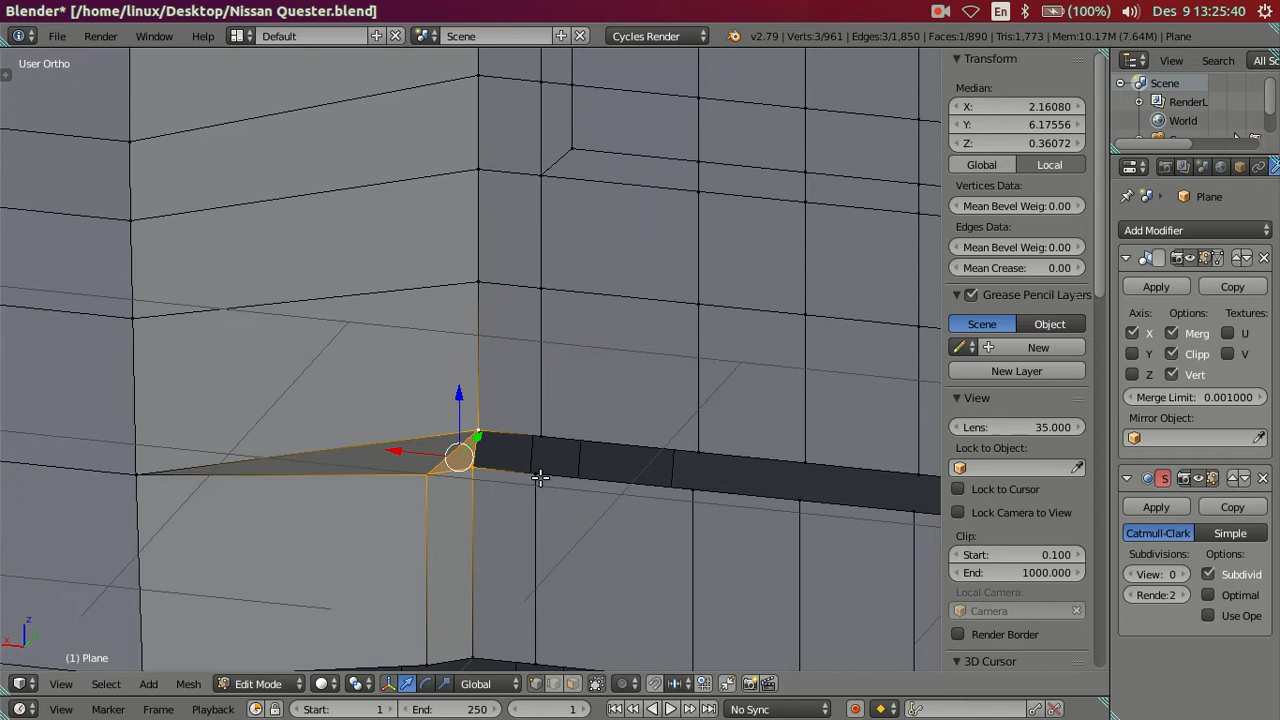 Blender* [/home/linux/Desktop/Nissan Quester.blend]
En
(100%)
Des 9 13:25:40
File
Render
Window
Help
Default
Scene
Cycles Render
v2.79 | Verts:3/961 | Edges:3/1,850 | Faces:1/890 | Tris:1,773 | Mem:10.17M (7.64M) | Plane
User Ortho
Transform
Median:
X: 2.16080
Y: 6.17556
Z: 0.36072
Global
Local
Vertices Data:
Mean Bevel Weig: 0.00
Edges Data:
Mean Bevel Weig: 0.00
Mean Crease: 0.00
Grease Pencil Layers
Scene
Object
New
New Layer
View
Lens: 35.000
Lock to Object:
Lock to Cursor
Lock Camera to View
Clip:
Start: 0.100
End: 1000.000
Local Camera:
Camera
Render Border
3D Cursor
View
Search
All Sc
Scene
RenderL
World
Plane
Add Modifier
Apply
Copy
Axis:
Options:
Textures:
X
Merg
U
Y
Clipp
V
Z
Vert
Merge Limit: 0.001000
Mirror Object:
S
Apply
Copy
Catmull-Clark
Simple
Subdivisions:
Options:
View: 0
Subdivid
Rende: 2
Optimal
Use Ope
z
x
y
(1) Plane
View
Select
Add
Mesh
Edit Mode
Global
View
Marker
Frame
Playback
Start: 1
End: 250
1
No Sync